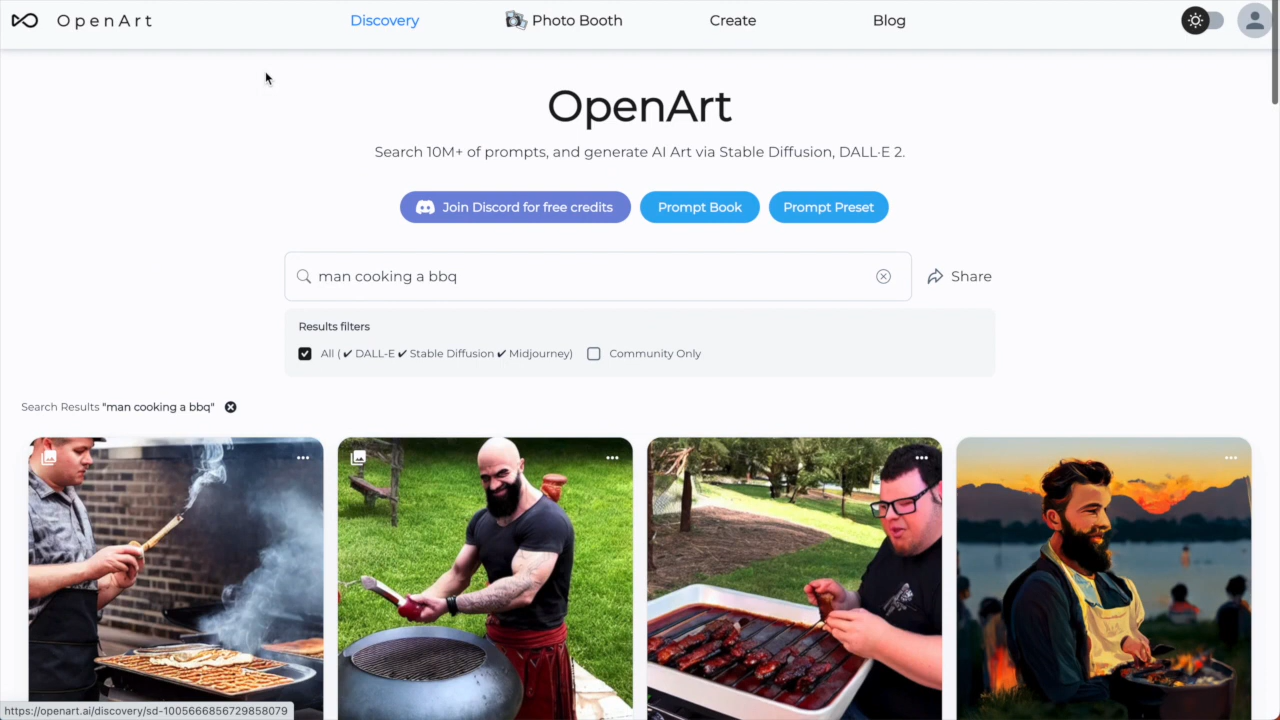 OpenArt
Discovery
Photo Booth
Create
Blog
OpenArt
Search 10M+ of prompts, and generate AI Art via Stable Diffusion, DALL·E 2.
Join Discord for free credits
Prompt Book
Prompt Preset
man cooking a bbq
Share
Results filters
All ( ✔ DALL-E ✔ Stable Diffusion ✔ Midjourney)
Community Only
Search Results "man cooking a bbq"
https://openart.ai/discovery/sd-1005666856729858079